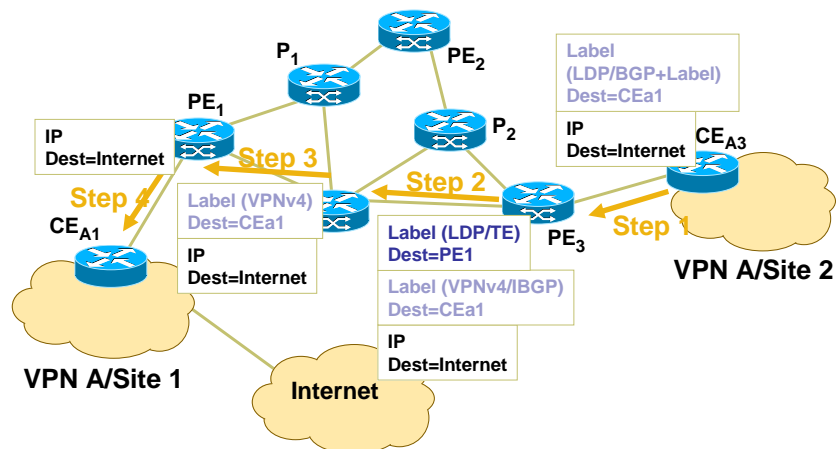 P1
PE2
Label
(LDP/BGP+Label)
Dest=CEa1
IP
Dest=Internet
PE1
P2
CEA3
IP
Dest=Internet
Step 3
Step 4
Step 2
Label (VPNv4)
Dest=CEa1
IP
Dest=Internet
CEA1
Step 1
PE3
Label (LDP/TE)
Dest=PE1
Label (VPNv4/IBGP)
Dest=CEa1
IP
Dest=Internet
VPN A/Site 2
VPN A/Site 1
Internet